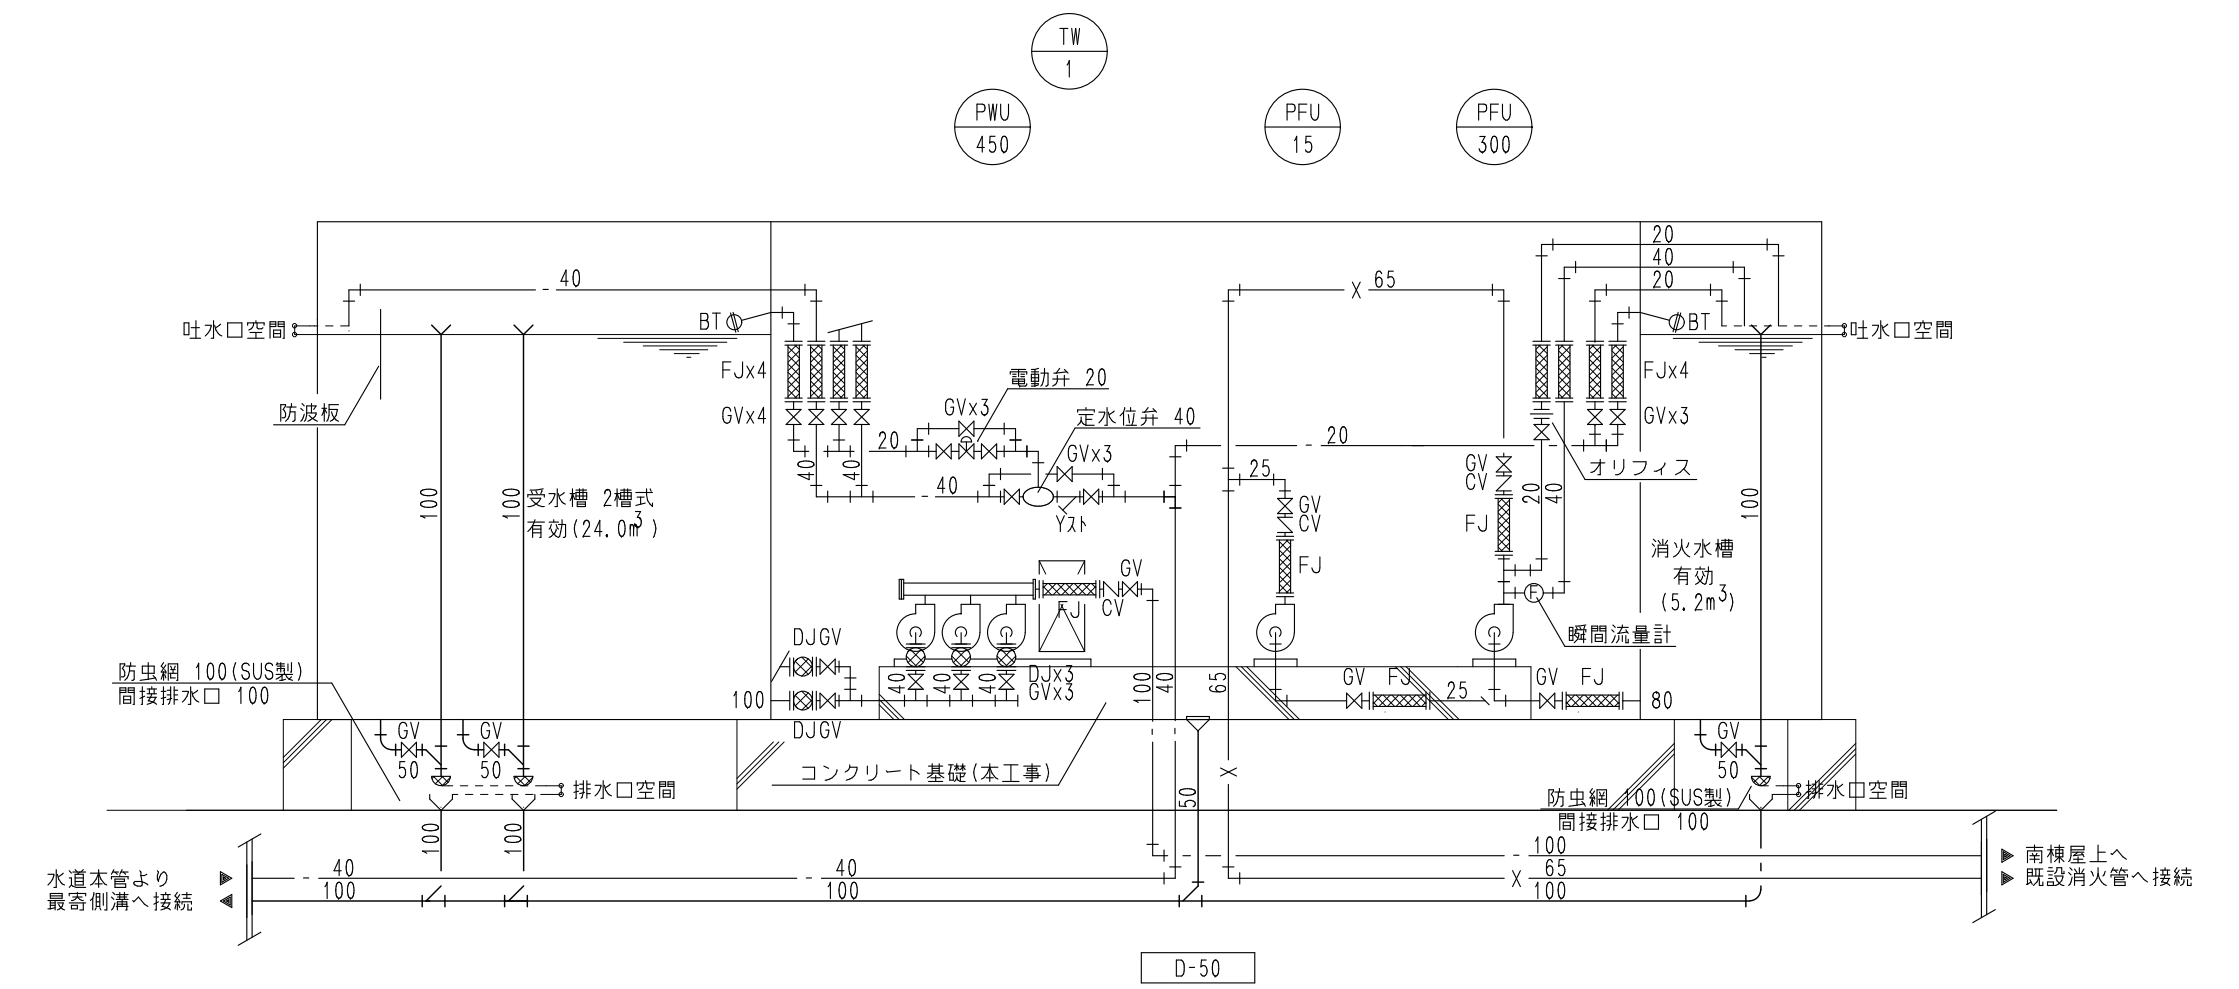 TW
1
PWU
450
PFU
15
PFU
300
20
40
20
40
X 65
吐水口空間
BT
BT
吐水口空間
FJx4
GVx4
電動弁 20
GVx3
定水位弁 40
FJx4
GVx3
防波板
20
GVx3
20
オリフィス
40
40
40
Yスト
25
GV
CV
FJ
GV
CV
FJ
20
40
100
100
受水槽 2槽式
有効(24.0m3)
100
消火水槽
有効
(5.2m3)
GV
CV
FJ
F
瞬間流量計
DJGV
防虫網 100(SUS製)
間接排水口 100
100
DJGV
40
40
40
DJx3
GVx3
100
40
65
GV
FJ
25
GV
FJ
80
GV
50
GV
50
コンクリート基礎(本工事)
X
GV
50
排水口空間
排水口空間
防虫網 100(SUS製)
間接排水口 100
50
100
100
100
南棟屋上へ
水道本管より
40
40
X 65
既設消火管へ接続
最寄側溝へ接続
100
100
100
D-50